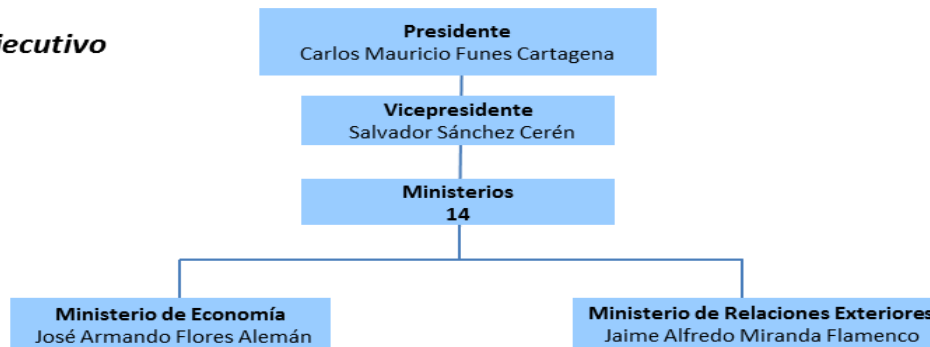 jecutivo
Presidente
Carlos Mauricio Funes Cartagena
Vicepresidente
Salvador Sánchez Cerén
Ministerios
14
Ministerio de Economía
José Armando Flores Alemán
Ministerio de Relaciones Exteriores
Jaime Alfredo Miranda Flamenco